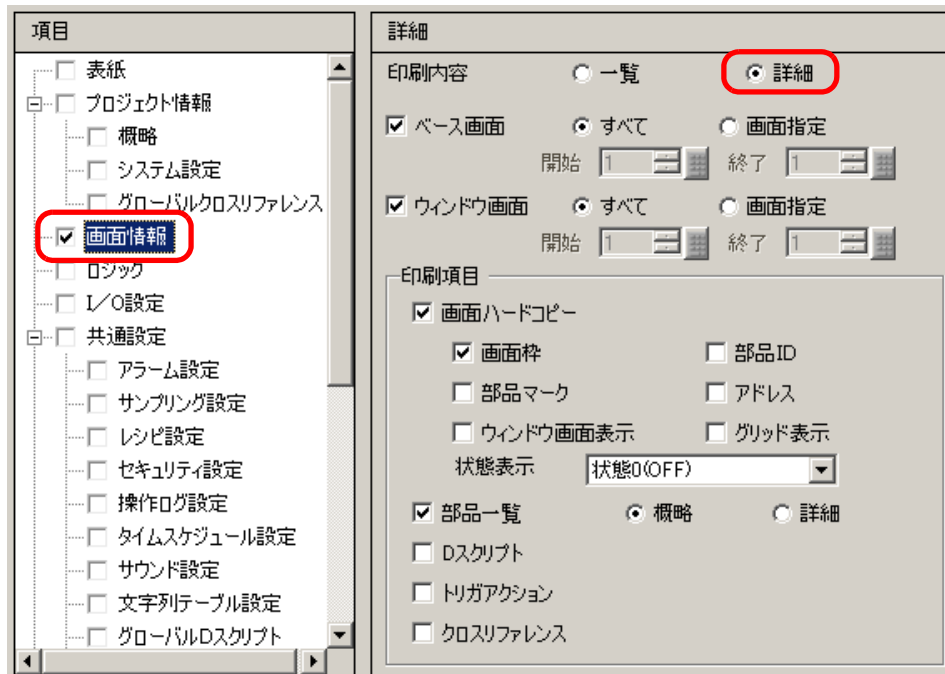 項目
表紙
プロジェクト情報
概略
システム設定
グローバルクロスリファレンス
画面情報
ロジック
I/O設定
共通設定
アラーム設定
サンプリング設定
レシピ設定
セキュリティ設定
操作ログ設定
タイムスケジュール設定
サウンド設定
文字列テーブル設定
グローバルDスクリプト
詳細
印刷内容 一覧 詳細
ベース画面 すべて 画面指定
開始 1 終了 1
ウィンドウ画面 すべて 画面指定
開始 1 終了 1
印刷項目
画面ハードコピー
画面枠 部品ID
部品マーク アドレス
ウィンドウ画面表示 グリッド表示
状態表示 状態0(OFF)
部品一覧 概略 詳細
Dスクリプト
トリガアクション
クロスリファレンス